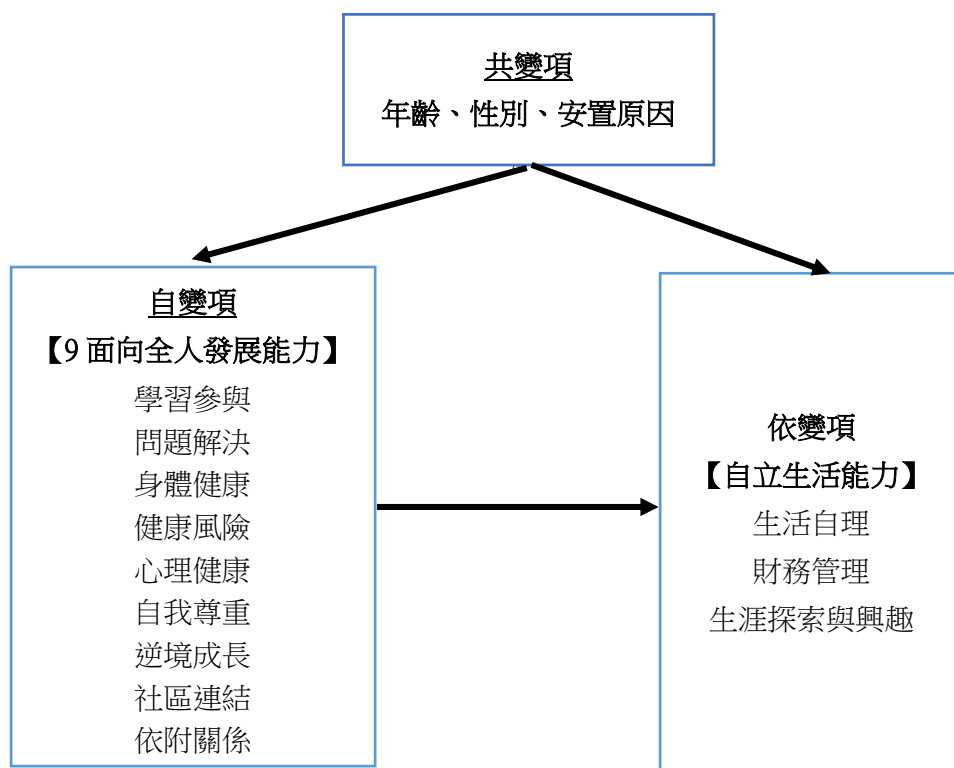 共變項
年齡、性別、安置原因
自變項
【9 面向全人發展能力】
學習參與
問題解決
身體健康
健康風險
心理健康
自我尊重
逆境成長
社區連結
依附關係
依變項
【自立生活能力】
生活自理
財務管理
生涯探索與興趣